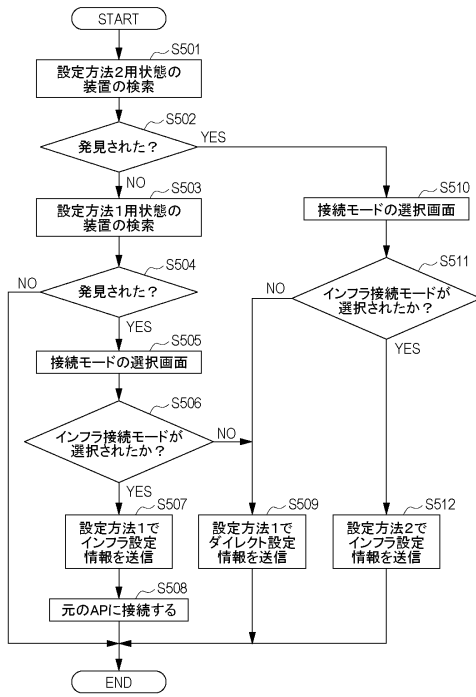 START
S501
設定方法2用状態の
装置の検索
S502
発見された?
YES
NO
S503
設定方法1用状態の
装置の検索
S504
NO
発見された?
YES
S505
接続モードの選択画面
S506
インフラ接続モードが
選択されたか?
NO
YES
S507
設定方法1で
インフラ設定
情報を送信
S508
元のAPに接続する
S509
設定方法1で
ダイレクト設定
情報を送信
S510
接続モードの選択画面
S511
NO
インフラ接続モードが
選択されたか?
YES
S512
設定方法2で
インフラ設定
情報を送信
END